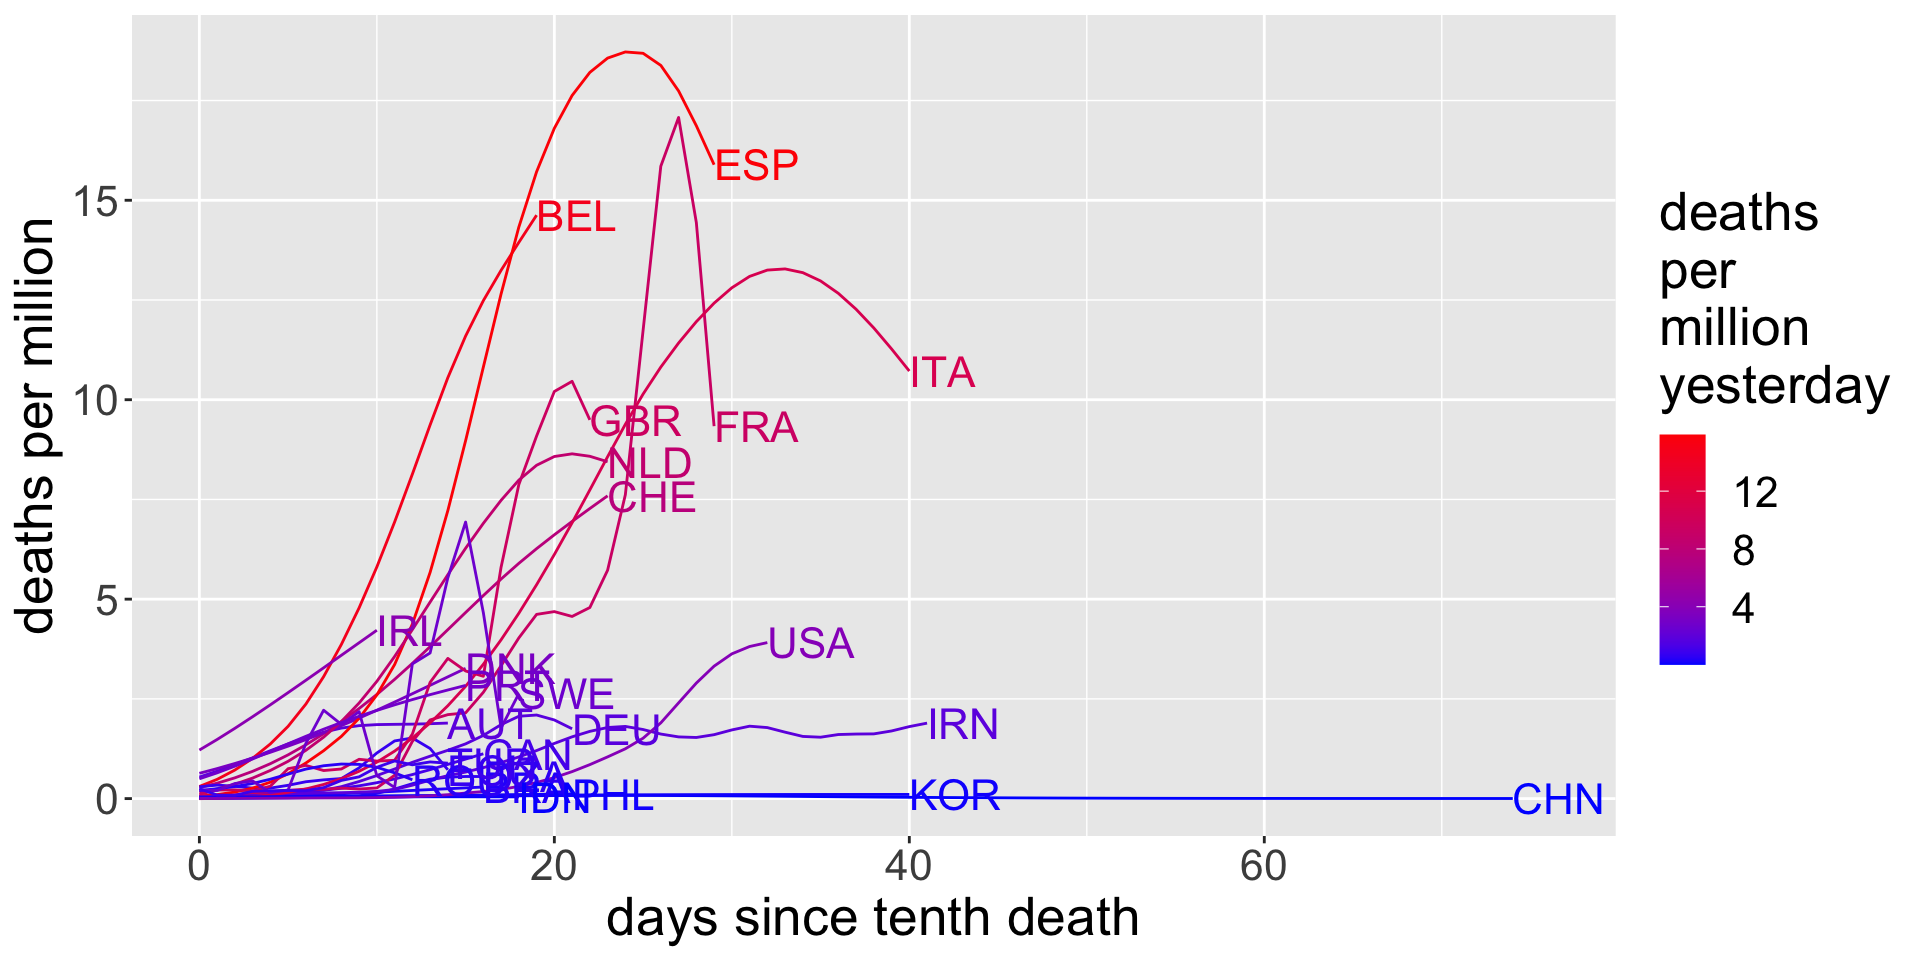 deaths per million
15
10
5
0
ESP
BEL
ITA
GBR
FRA
NLD
CHE
IRL
USA
DNK
PRT
SWE
AUT
DEU
IRN
CAN
PHL
IDN
KOR
CHN
0
20
40
60
days since tenth death
deaths
per
million
yesterday
12
8
4